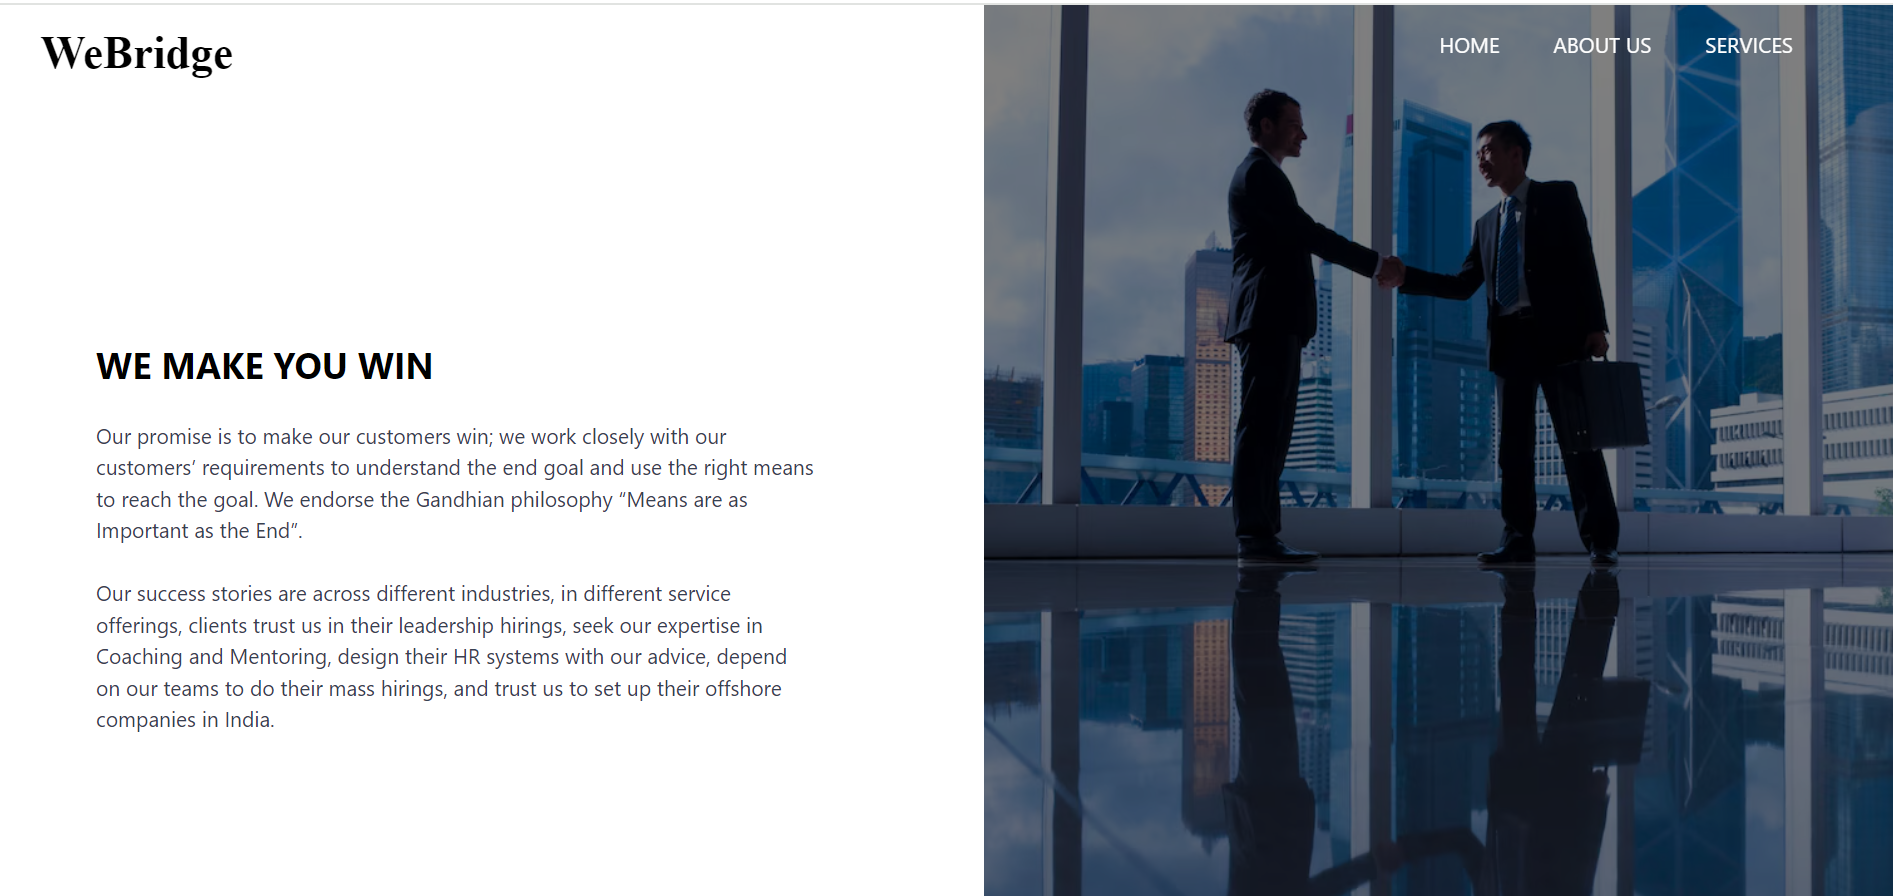 WeBridge
HOME ABOUT US SERVICES
WE MAKE YOU WIN
Our promise is to make our customers win; we work closely with our
customers’ requirements to understand the end goal and use the right means
to reach the goal. We endorse the Gandhian philosophy “Means are as
Important as the End”.
Our success stories are across different industries, in different service
offerings, clients trust us in their leadership hirings, seek our expertise in
Coaching and Mentoring, design their HR systems with our advice, depend
on our teams to do their mass hirings, and trust us to set up their offshore
companies in India.